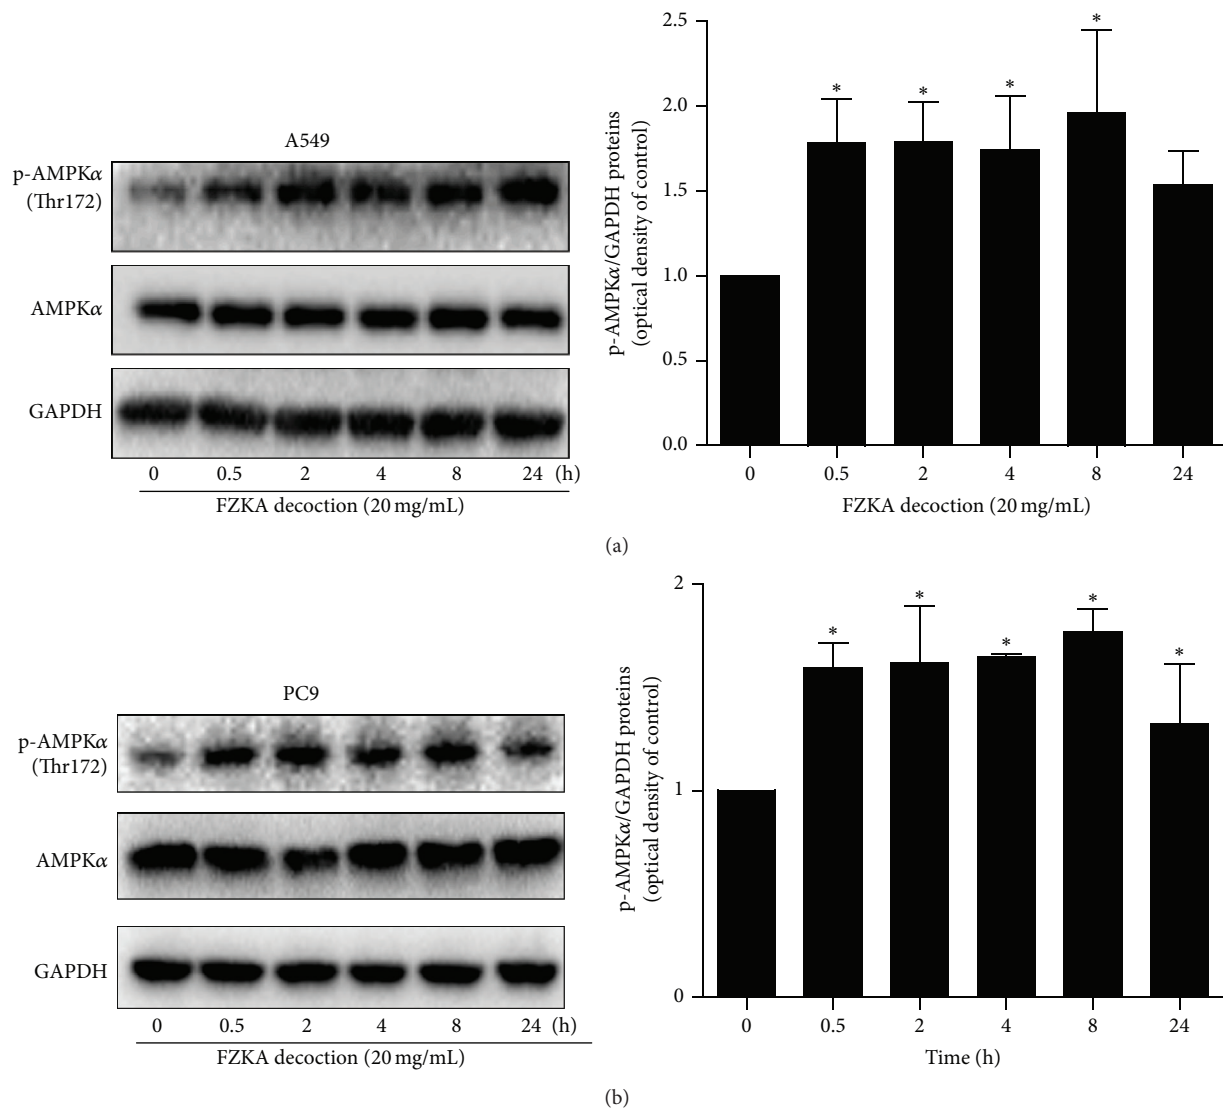 A549
p-AMPKα
(Thr172)
AMPKα
GAPDH
0 0.5 2 4 8 24 (h)
FZKA decoction (20 mg/mL)
p-AMPKα/GAPDH proteins
(optical density of control)
2.5
2.0
1.5
1.0
0.5
0.0
* * * * *
0 0.5 2 4 8 24
FZKA decoction (20 mg/mL)
(a)
PC9
p-AMPKα
(Thr172)
AMPKα
GAPDH
0 0.5 2 4 8 24 (h)
FZKA decoction (20 mg/mL)
p-AMPKα/GAPDH proteins
(optical density of control)
2
1
0
* * * * *
0 0.5 2 4 8 24
Time (h)
(b)